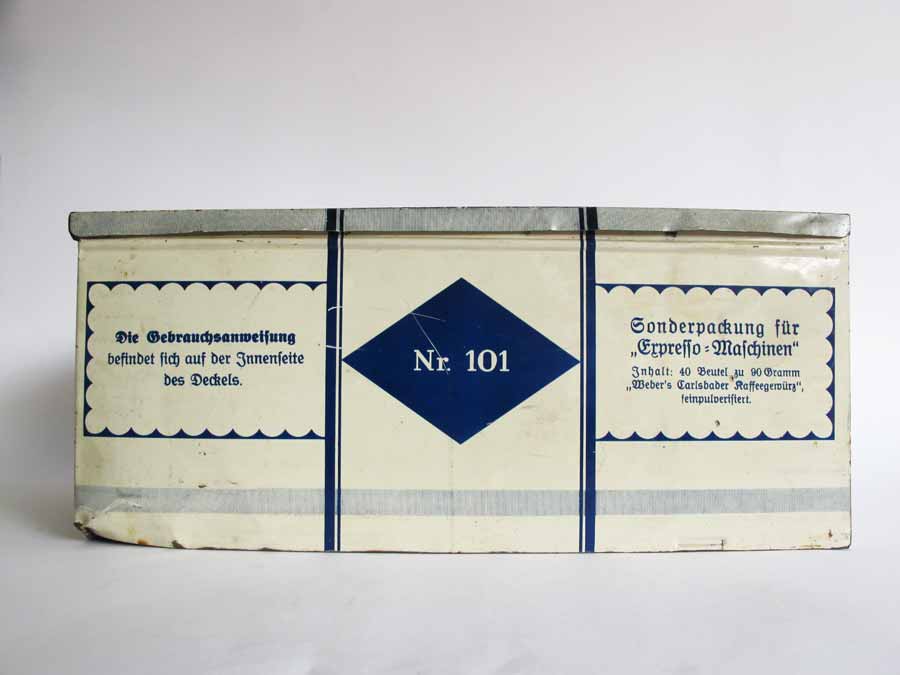 Die Gebrauchsanweisung
befindet sich auf der Innenseite
des Deckels.
Nr. 101
Sonderpackung für
„Expresso-Maschinen“
Inhalt: 40 Beutel zu 90 Gramm
„Weber's Carlsbader Kaffeegewürz“,
feinpulverisiert.